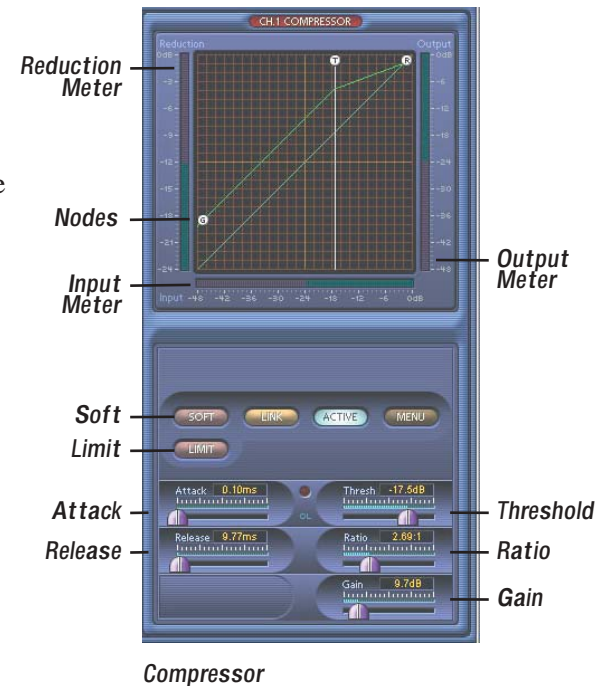 CH.1 COMPRESSOR
Reduction
Output
0dB
-3
-6
-9
-12
-15
-18
-21
-24
T
R
G
0dB
-6
-12
-18
-24
-30
-36
-42
-48
Input -48 -42 -36 -30 -24 -18 -12 -6 0dB
Reduction
Meter
e
Nodes
Input
Meter
Output
Meter
Soft
SOFT LINK ACTIVE MENU
Limit
LIMIT
Attack
Attack 0.10ms
OL
Thresh -17.5dB
Threshold
Release
Release 9.77ms
Ratio 2.69:1
Ratio
Gain 9.7dB
Gain
Compressor